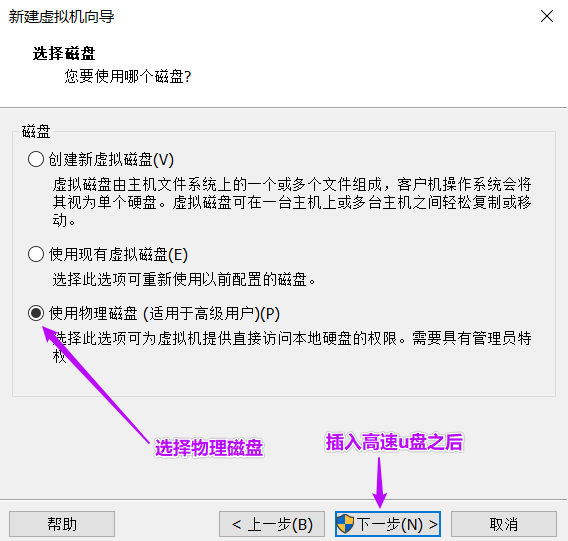 新建虚拟机向导
选择磁盘
您要使用哪个磁盘?
磁盘
创建新虚拟磁盘(V)
虚拟磁盘由主机文件系统上的一个或多个文件组成，客户机操作系统会将
其视为单个硬盘。虚拟磁盘可在一台主机上或多台主机之间轻松复制或移
动。
使用现有虚拟磁盘(E)
选择此选项可重新使用以前配置的磁盘。
使用物理磁盘 (适用于高级用户)(P)
选择此选项可为虚拟机提供直接访问本地硬盘的权限。需要具有管理员特
权
选择物理磁盘
插入高速u盘之后
帮助
< 上一步(B)
下一步(N) >
取消